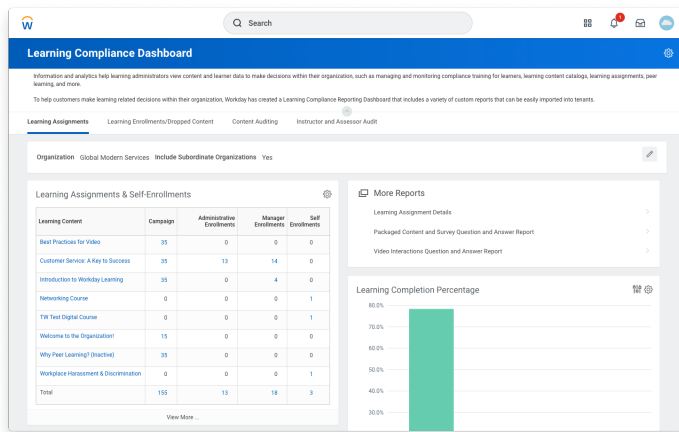 W
Search
1
Learning Compliance Dashboard
Information and analytics help learning administrators view content and learner data to make decisions within their organization, such as managing and monitoring compliance training for learners, learning content catalogs, learning assignments, peer
learning, and more.
To help customers make learning related decisions within their organization, Workday has created a Learning Compliance Reporting Dashboard that includes a variety of custom reports that can be easily imported into tenants.
Learning Assignments Learning Enrollments/Dropped Content Content Auditing Instructor and Assessor Audit
Organization Global Modern Services Include Subordinate Organizations Yes
Learning Assignments & Self-Enrollments
Learning Content Campaign Administrative Enrollments Manager Enrollments Self Enrollments
Best Practices for Video 35 0 0 0
Customer Service: A Key to Success 35 13 14 0
Introduction to Workday Learning 35 0 4 0
Networking Course 0 0 0 1
TW Test Digital Course 0 0 0 1
Welcome to the Organization! 15 0 0 0
Why Peer Learning? (Inactive) 35 0 0 0
Workplace Harassment & Discrimination 0 0 0 1
Total 155 13 18 3
View More ...
More Reports
Learning Assignment Details
Packaged Content and Survey Question and Answer Report
Video Interactions Question and Answer Report
Learning Completion Percentage
80.0%
70.0%
60.0%
50.0%
40.0%
30.0%